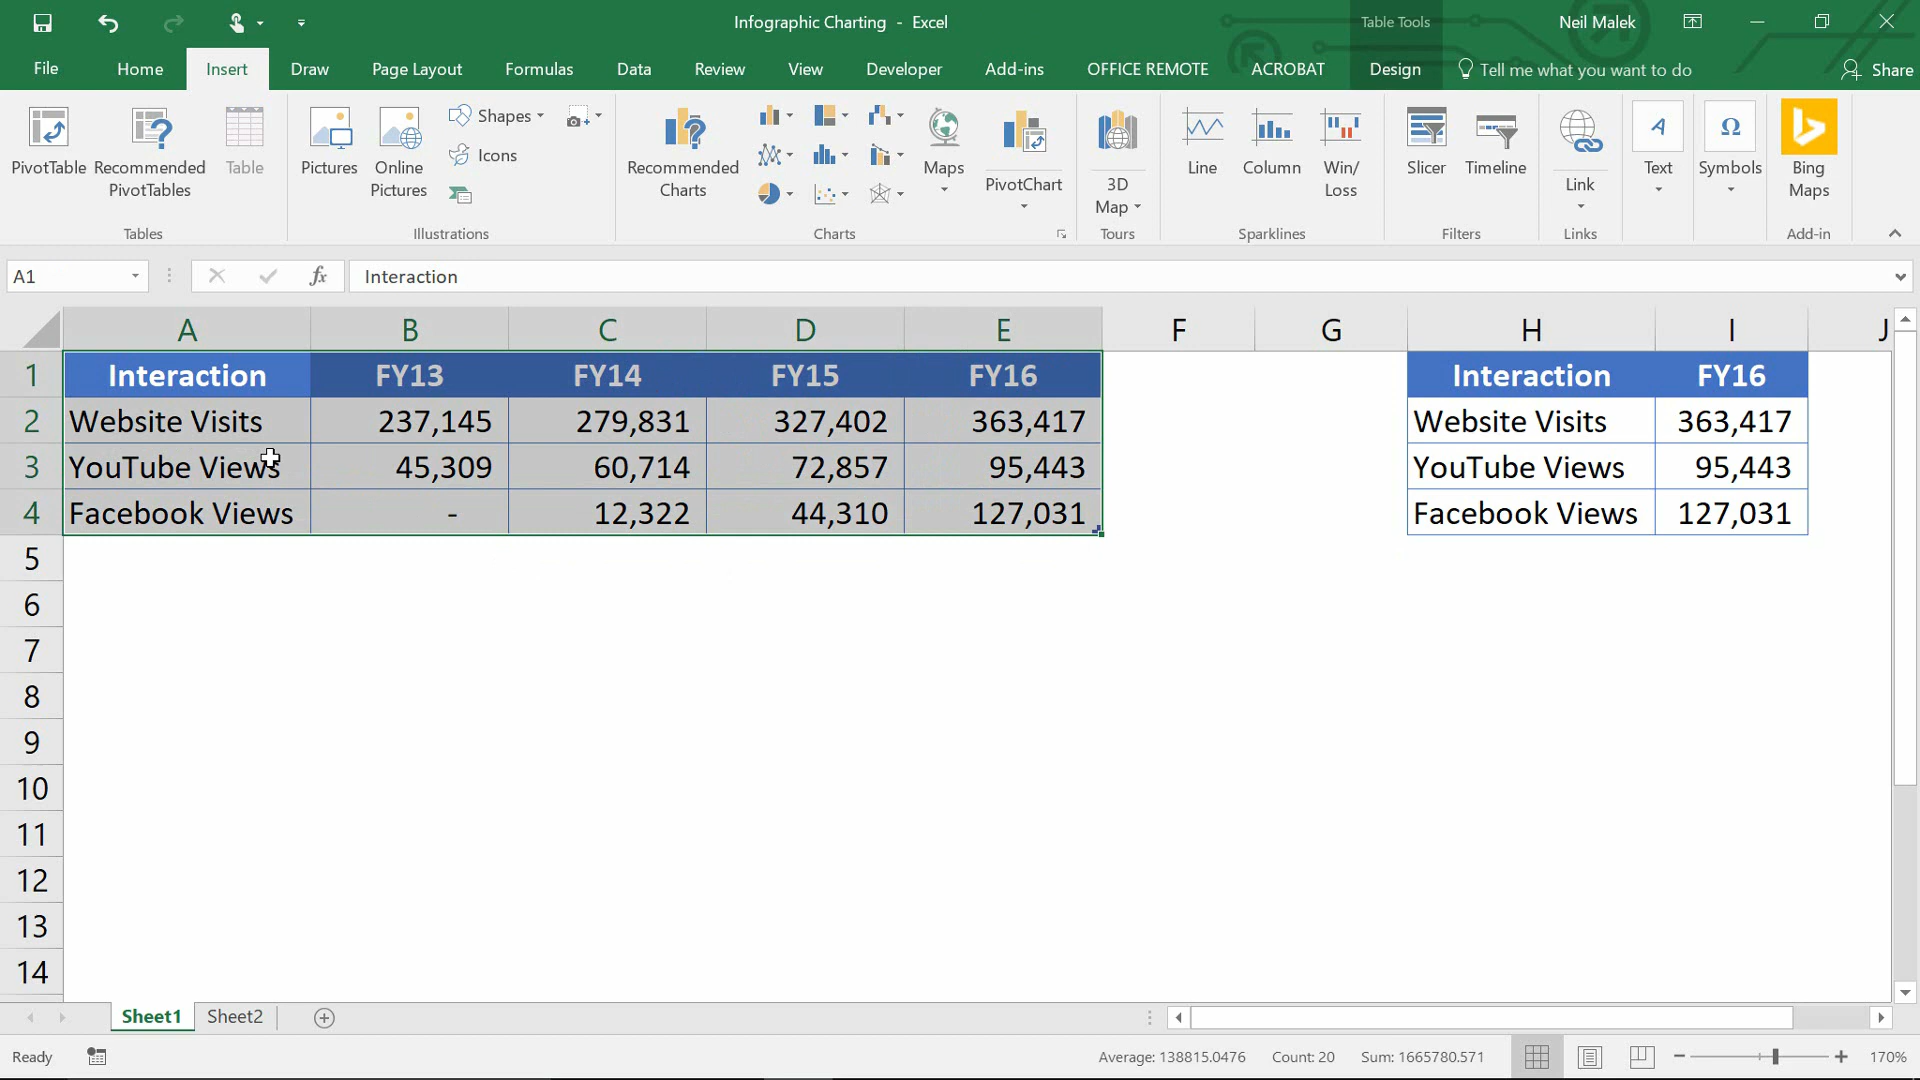 Infographic Charting - Excel
Table Tools
Neil Malek
File Home Insert Draw Page Layout Formulas Data Review View Developer Add-ins OFFICE REMOTE ACROBAT Design Tell me what you want to do Share
PivotTable
Recommended
PivotTables
Table
Tables
Pictures
Online
Pictures
Shapes
Icons
Illustrations
Recommended
Charts
Maps
PivotChart
Charts
3D
Map
Tours
Line
Column
Win/
Loss
Sparklines
Slicer
Timeline
Filters
Link
Links
Text
Symbols
Bing
Maps
Add-in
A1 fx Interaction
A B C D E F G H I J
1 Interaction FY13 FY14 FY15 FY16 Interaction FY16
2 Website Visits 237,145 279,831 327,402 363,417 Website Visits 363,417
3 YouTube Views 45,309 60,714 72,857 95,443 YouTube Views 95,443
4 Facebook Views - 12,322 44,310 127,031 Facebook Views 127,031
5
6
7
8
9
10
11
12
13
14
Sheet1 Sheet2
Ready Average: 138815.0476 Count: 20 Sum: 1665780.571 170%